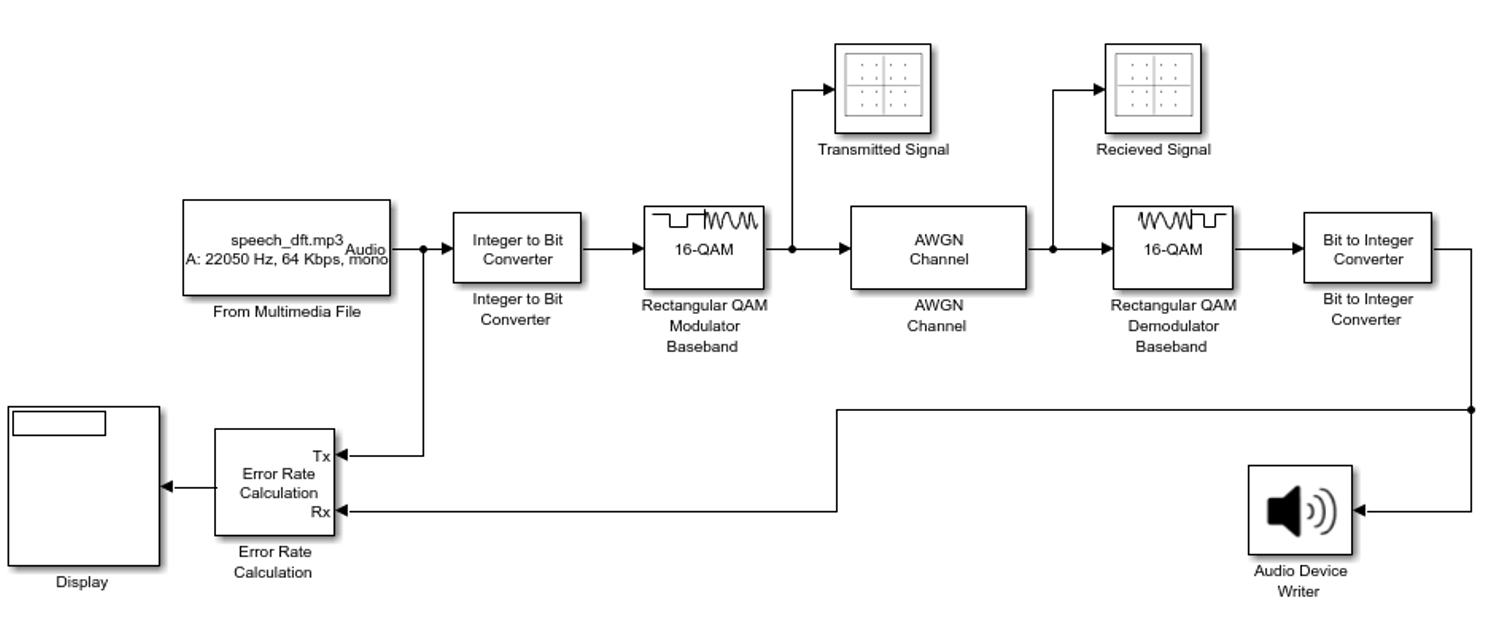 Transmitted Signal
Recieved Signal
speech_dft.mp3
Audio
A: 22050 Hz, 64 Kbps, mono
From Multimedia File
Integer to Bit
Converter
Integer to Bit
Converter
16-QAM
Rectangular QAM
Modulator
Baseband
AWGN
Channel
AWGN
Channel
16-QAM
Rectangular QAM
Demodulator
Baseband
Bit to Integer
Converter
Bit to Integer
Converter
Display
Tx
Error Rate
Calculation
Rx
Error Rate
Calculation
Audio Device
Writer